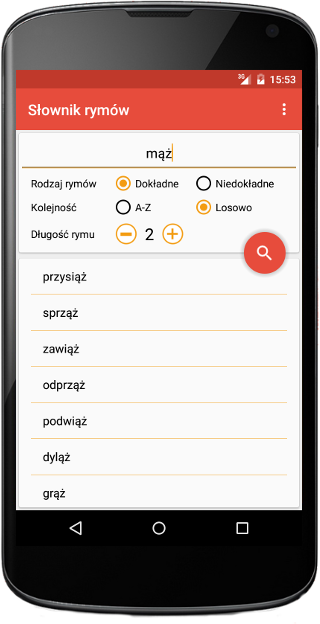 3G 15:53
Słownik rymów
mąż
Rodzaj rymów Dokładne Niedokładne
Kolejność A-Z Losowo
Długość rymu 2
przysiąż
sprząż
zawiąż
odprząż
podwiąż
dyląż
grąż